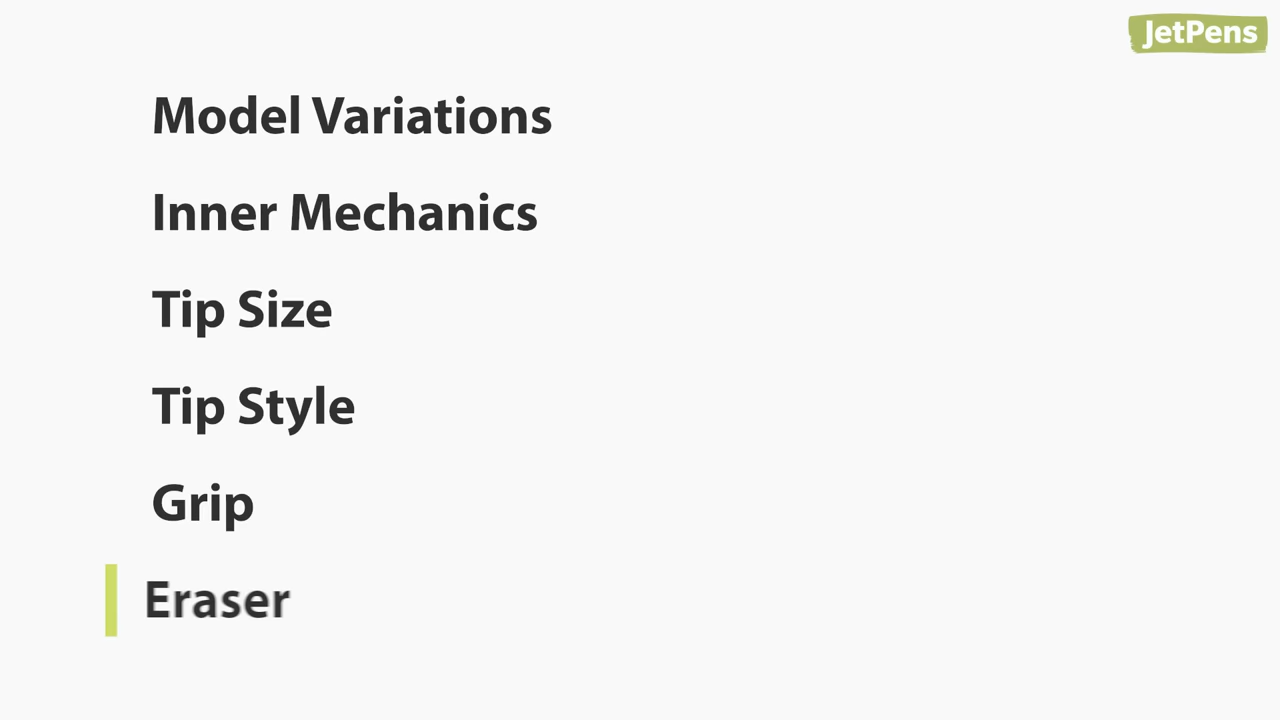 JetPens
Model Variations
Inner Mechanics
Tip Size
Tip Style
Grip
Eraser